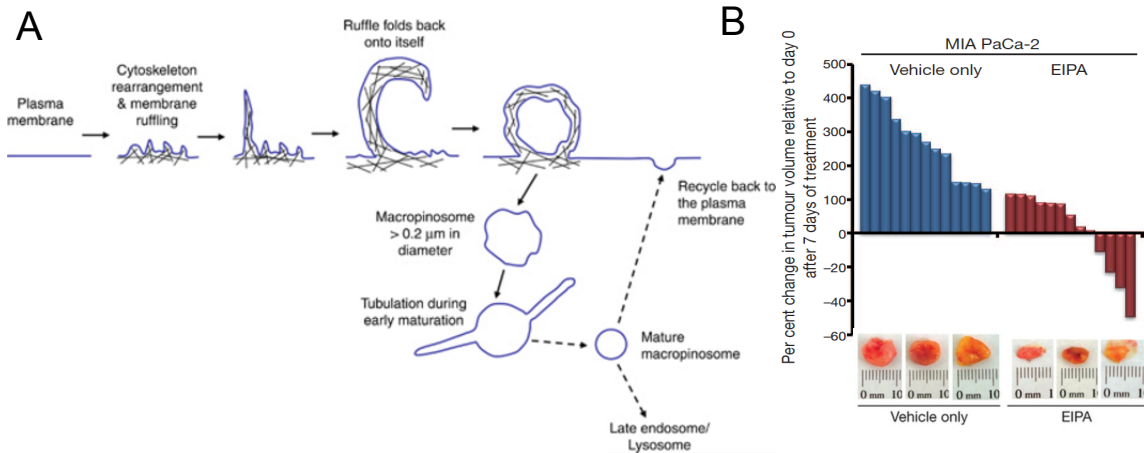 A
Plasma
membrane
Cytoskeleton
rearrangement
& membrane
ruffling
Ruffle folds back
onto itself
Macropinosome
> 0.2 μm in
diameter
Recycle back to
the plasma
membrane
Tubulation during
early maturation
Mature
macropinosome
Late endosome/
Lysosome
B
MIA PaCa-2
Vehicle only
EIPA
Per cent change in tumour volume relative to day 0
after 7 days of treatment
500
400
300
200
100
0
–20
–40
–60
0 mm 10
0 mm 10
0 mm 10
0 mm 1
0 mm 1
0 mm 10
Vehicle only
EIPA